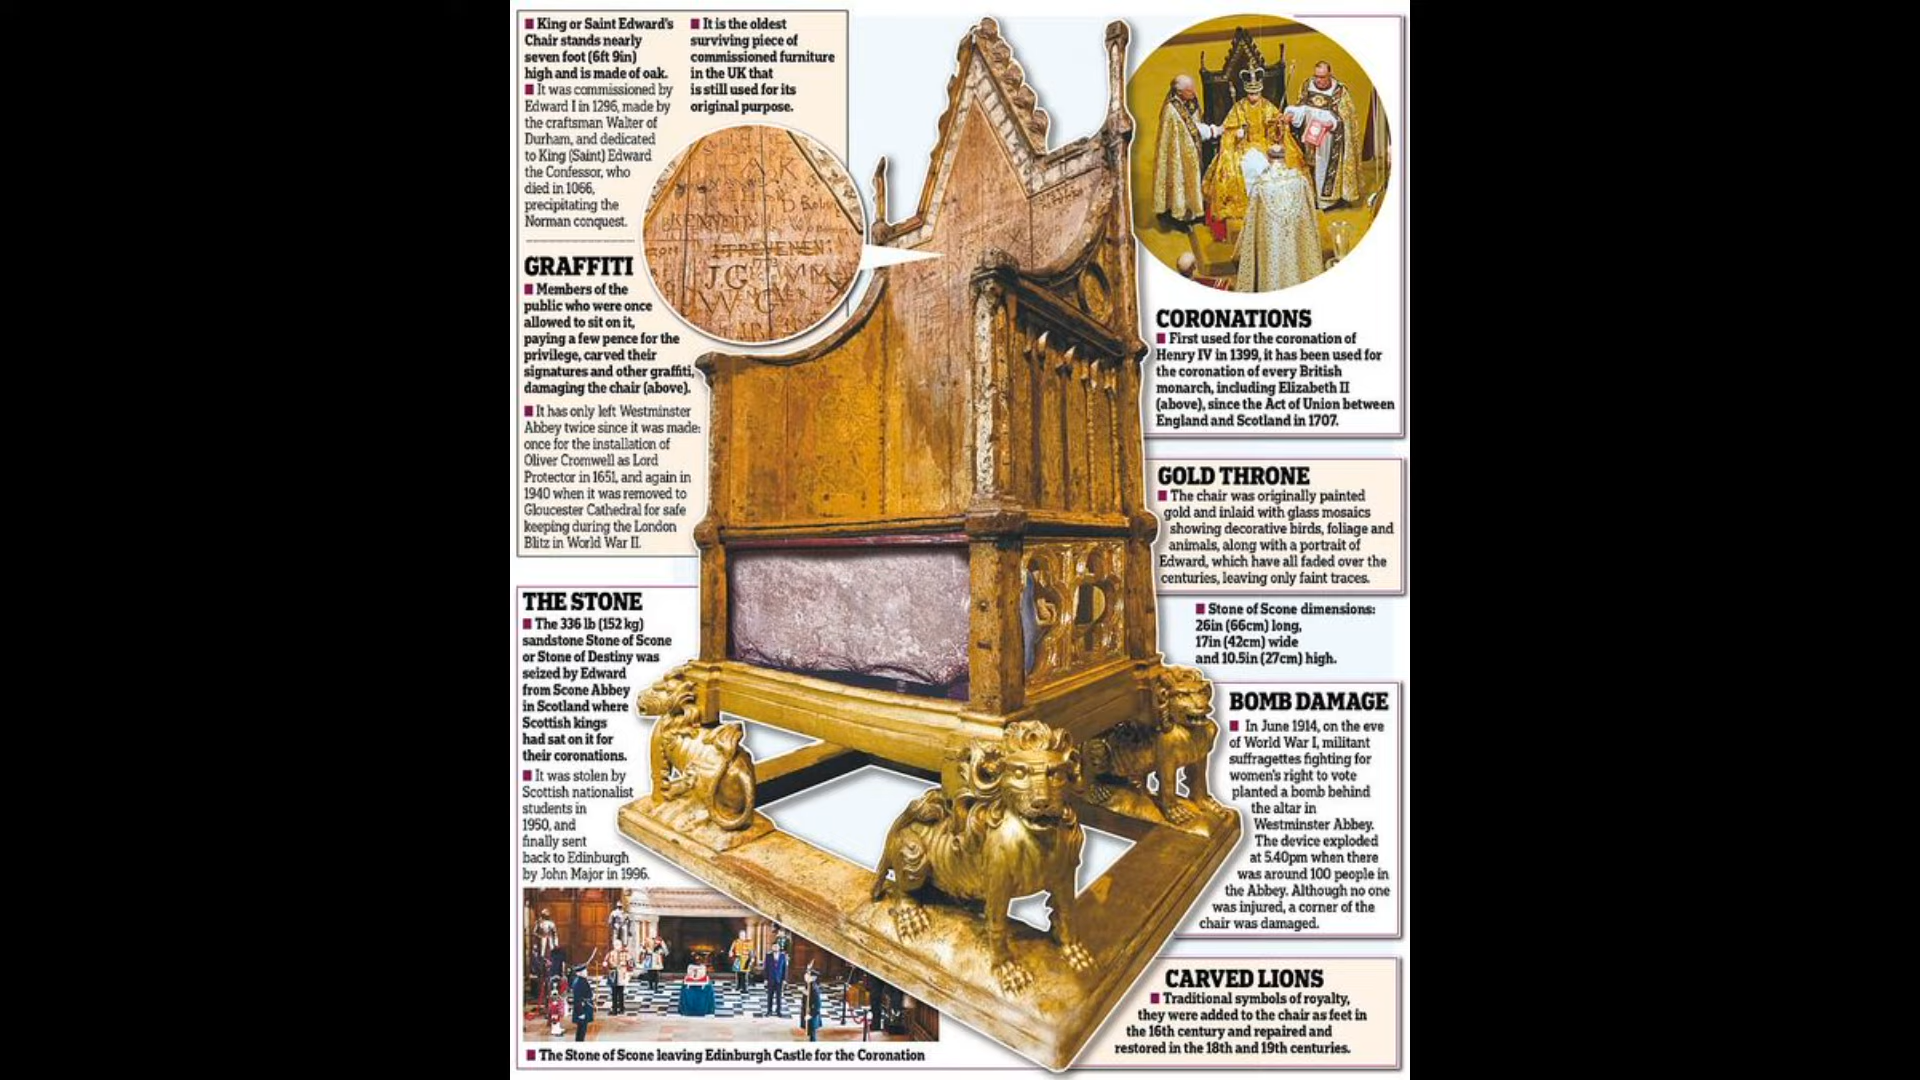 King or Saint Edward's
Chair stands nearly
seven foot (6ft 9in)
high and is made of oak.
It was commissioned by
Edward I in 1296, made by
the craftsman Walter of
Durham, and dedicated
to King (Saint) Edward
the Confessor, who
died in 1066,
precipitating the
Norman conquest.
It is the oldest
surviving piece of
commissioned furniture
in the UK that
is still used for its
original purpose.
KENNEDY
D Bolin
ITREVENEN:
J.G
GRAFFITI
Members of the
public who were once
allowed to sit on it,
paying a few pence for the
privilege, carved their
signatures and other graffiti,
damaging the chair (above).
It has only left Westminster
Abbey twice since it was made:
once for the installation of
Oliver Cromwell as Lord
Protector in 1651, and again in
1940 when it was removed to
Gloucester Cathedral for safe
keeping during the London
Blitz in World War II.
THE STONE
The 336 lb (152 kg)
sandstone Stone of Scone
or Stone of Destiny was
seized by Edward
from Scone Abbey
in Scotland where
Scottish kings
had sat on it for
their coronations.
It was stolen by
Scottish nationalist
students in
1950, and
finally sent
back to Edinburgh
by John Major in 1996.
The Stone of Scone leaving Edinburgh Castle for the Coronation
CORONATIONS
First used for the coronation of
Henry IV in 1399, it has been used for
the coronation of every British
monarch, including Elizabeth II
(above), since the Act of Union between
England and Scotland in 1707.
GOLD THRONE
The chair was originally painted
gold and inlaid with glass mosaics
showing decorative birds, foliage and
animals, along with a portrait of
Edward, which have all faded over the
centuries, leaving only faint traces.
Stone of Scone dimensions:
26in (66cm) long,
17in (42cm) wide
and 10.5in (27cm) high.
BOMB DAMAGE
In June 1914, on the eve
of World War I, militant
suffragettes fighting for
women's right to vote
planted a bomb behind
the altar in
Westminster Abbey.
The device exploded
at 5.40pm when there
was around 100 people in
the Abbey. Although no one
was injured, a corner of the
chair was damaged.
CARVED LIONS
Traditional symbols of royalty,
they were added to the chair as feet in
the 16th century and repaired and
restored in the 18th and 19th centuries.